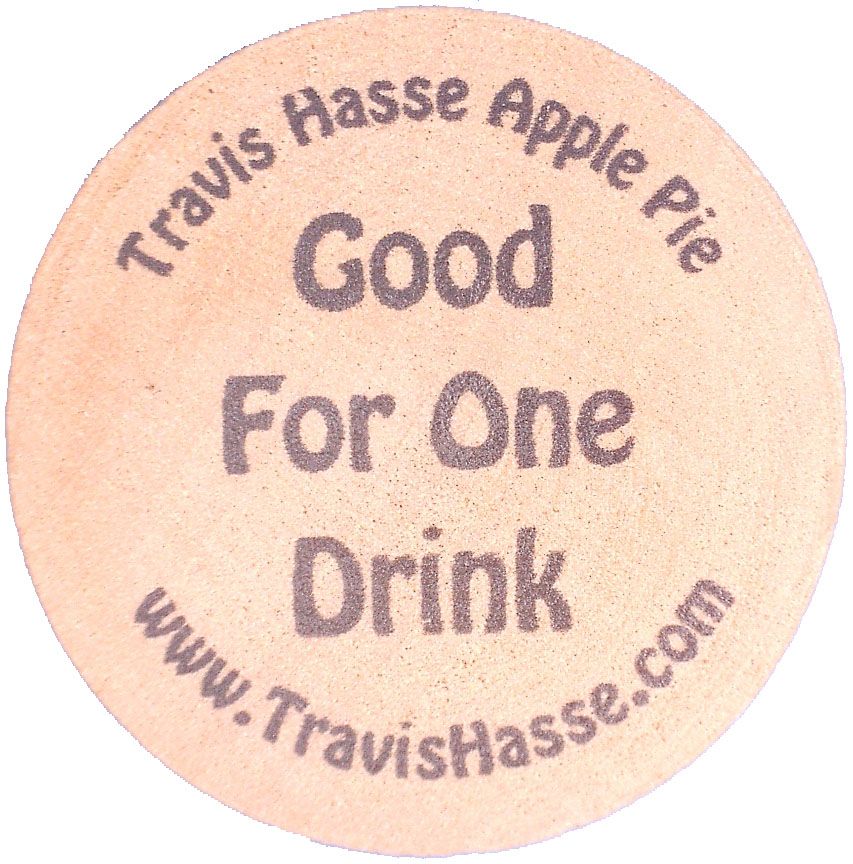 Travis Hasse Apple Pie
Good
For One
Drink
www.TravisHasse.com